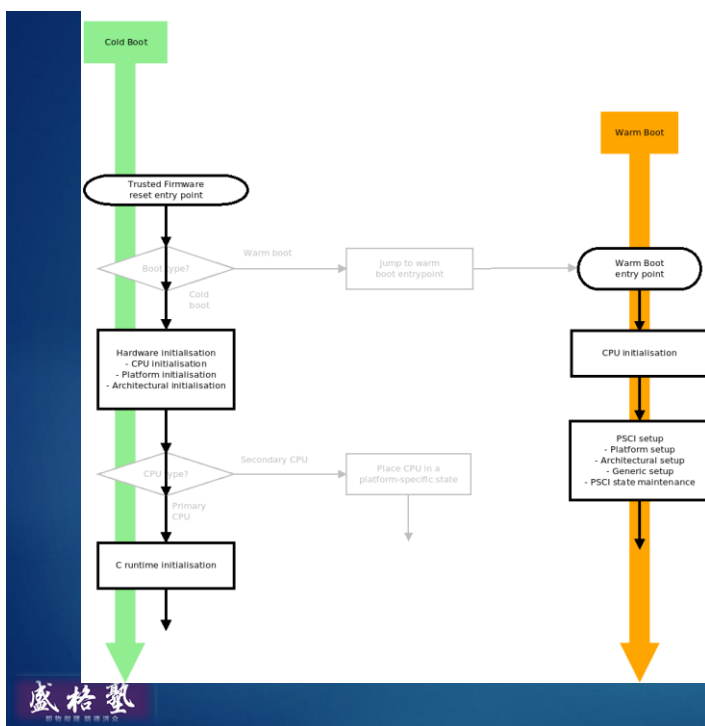 Cold Boot
Warm Boot
Trusted Firmware
reset entry point
Boot type?
Warm boot
Jump to warm
boot entrypoint
Warm Boot
entry point
Cold
boot
Hardware initialisation
- CPU initialisation
- Platform initialisation
- Architectural initialisation
CPU initialisation
CPU type?
Secondary CPU
Place CPU in a
platform-specific state
PSCI setup
- Platform setup
- Architectural setup
- Generic setup
- PSCI state maintenance
Primary
CPU
C runtime initialisation
盛格塾